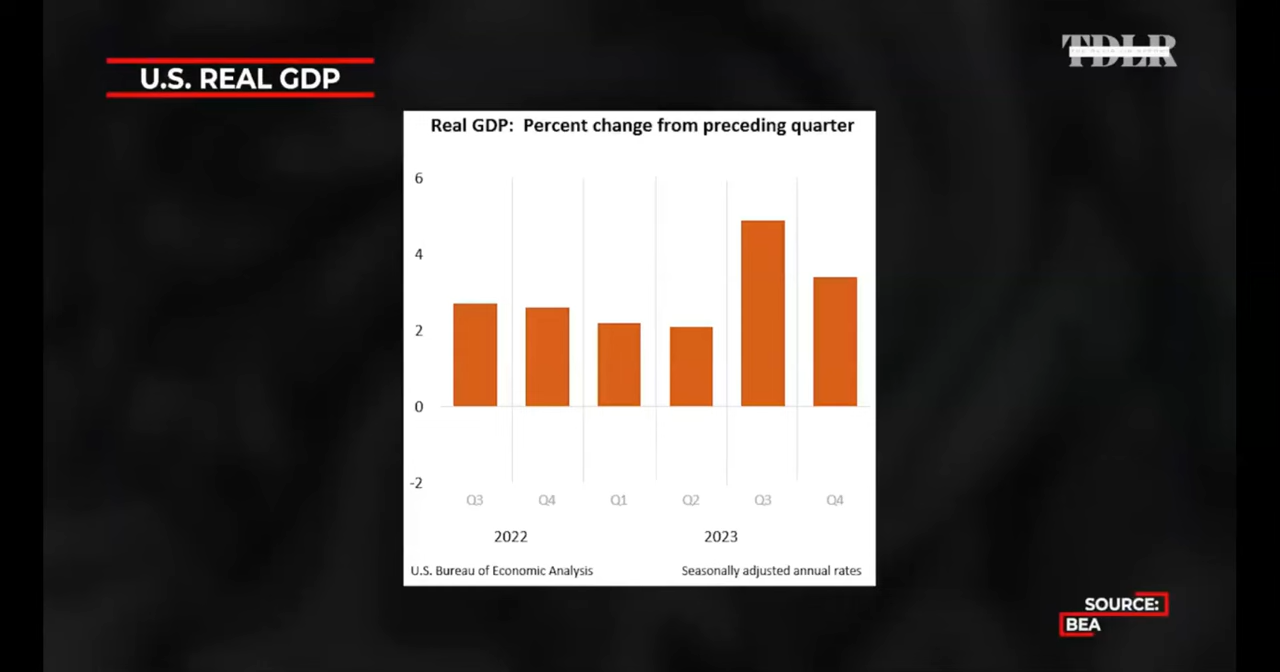 U.S. REAL GDP
TDLR
Real GDP: Percent change from preceding quarter
6
4
2
0
-2
Q3 Q4 Q1 Q2 Q3 Q4
2022 2023
U.S. Bureau of Economic Analysis Seasonally adjusted annual rates
SOURCE:
BEA